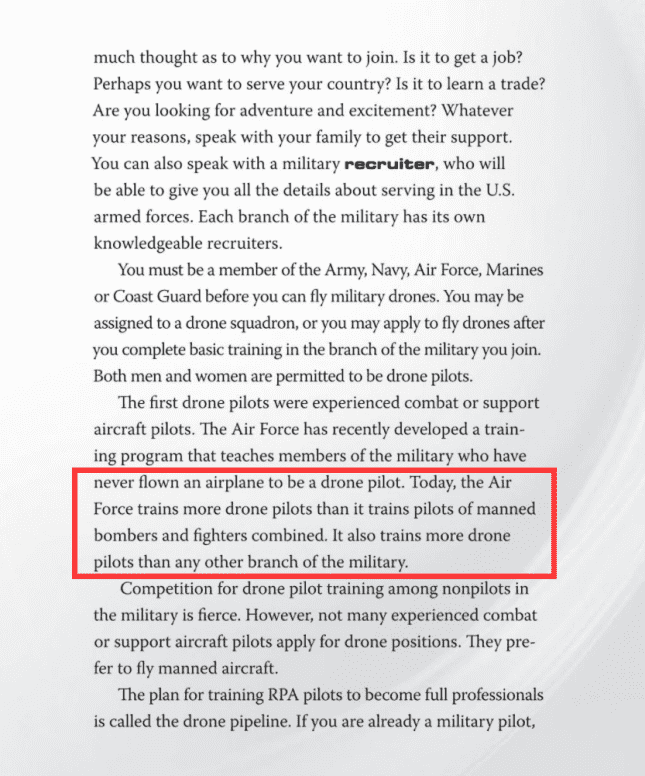 much thought as to why you want to join. Is it to get a job?
Perhaps you want to serve your country? Is it to learn a trade?
Are you looking for adventure and excitement? Whatever
your reasons, speak with your family to get their support.
You can also speak with a military recruiter, who will
be able to give you all the details about serving in the U.S.
armed forces. Each branch of the military has its own
knowledgeable recruiters.
You must be a member of the Army, Navy, Air Force, Marines
or Coast Guard before you can fly military drones. You may be
assigned to a drone squadron, or you may apply to fly drones after
you complete basic training in the branch of the military you join.
Both men and women are permitted to be drone pilots.
The first drone pilots were experienced combat or support
aircraft pilots. The Air Force has recently developed a train-
ing program that teaches members of the military who have
never flown an airplane to be a drone pilot. Today, the Air
Force trains more drone pilots than it trains pilots of manned
bombers and fighters combined. It also trains more drone
pilots than any other branch of the military.
Competition for drone pilot training among nonpilots in
the military is fierce. However, not many experienced combat
or support aircraft pilots apply for drone positions. They pre-
fer to fly manned aircraft.
The plan for training RPA pilots to become full professionals
is called the drone pipeline. If you are already a military pilot,